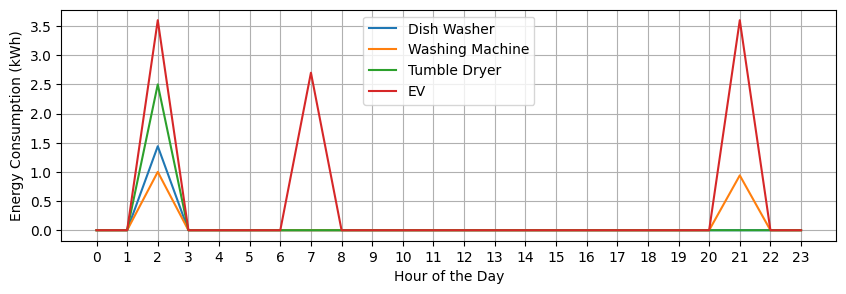 3.5
3.0
2.5
2.0
1.5
1.0
0.5
0.0
Energy Consumption (kWh)
Dish Washer
Washing Machine
Tumble Dryer
EV
0 1 2 3 4 5 6 7 8 9 10 11 12 13 14 15 16 17 18 19 20 21 22 23
Hour of the Day